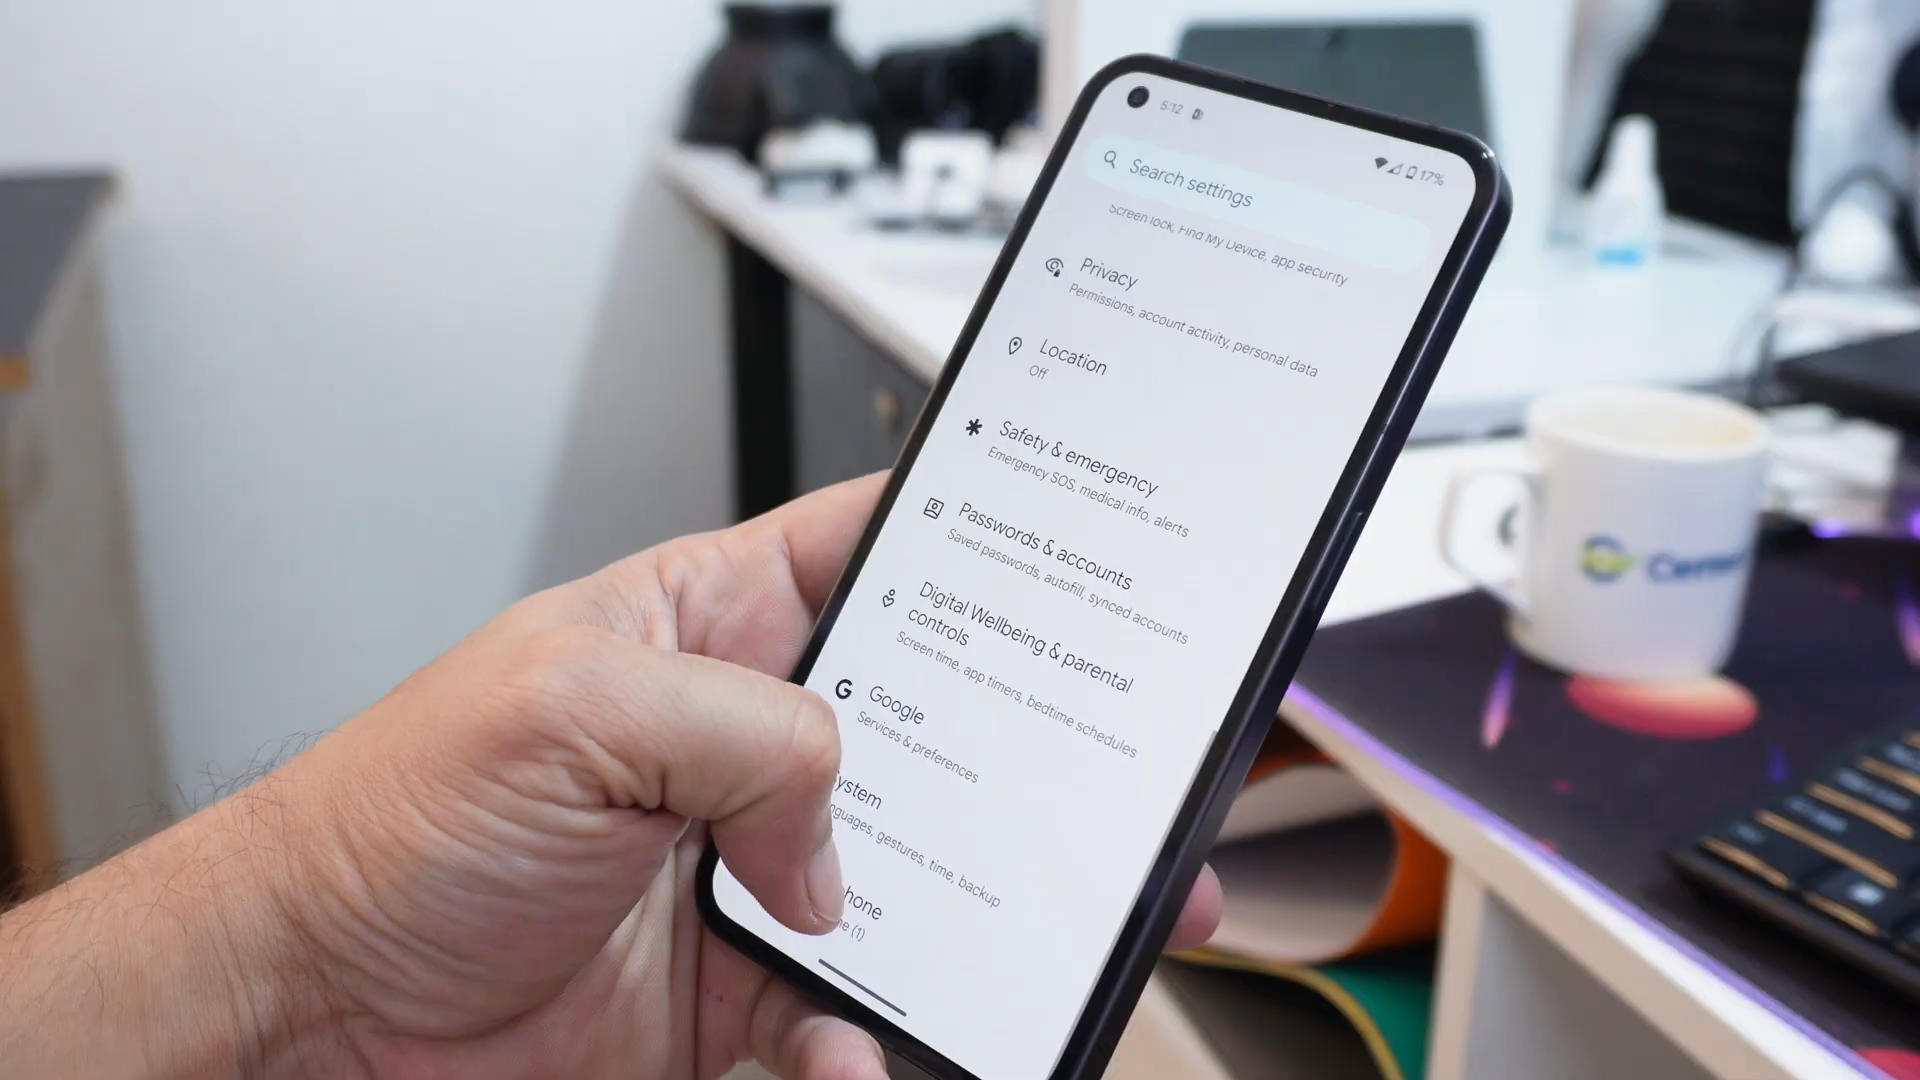 5:12
17%
Search settings
Screen lock, Find My Device, app security
Privacy
Permissions, account activity, personal data
Location
Off
Safety & emergency
Emergency SOS, medical info, alerts
Passwords & accounts
Saved passwords, autofill, synced accounts
Digital Wellbeing & parental
controls
Screen time, app timers, bedtime schedules
Google
Services & preferences
ystem
nguages, gestures, time, backup
hone
ne (1)